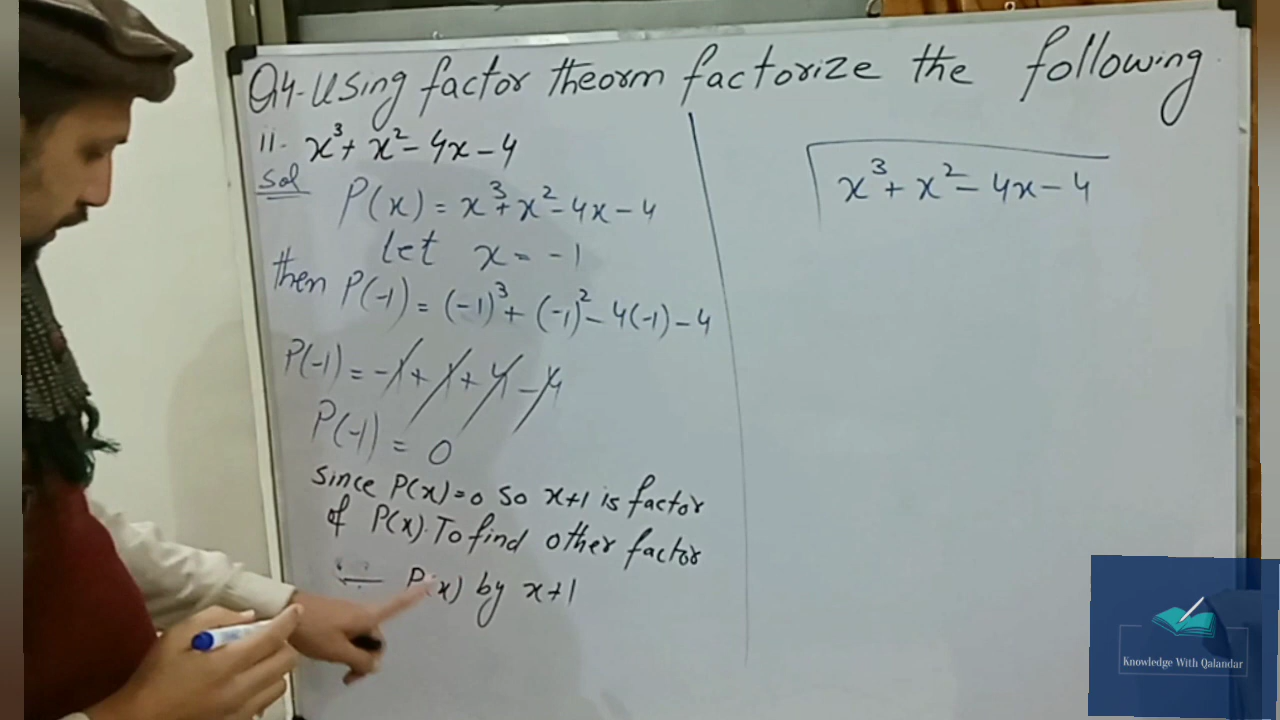 Q4-Using factor theorm factorize the following
ii- x³+ x²- 4x - 4
Sol
P(x) = x³+x²-4x-4
let x = -1
then P(-1) = (-1)³+ (-1)²- 4(-1)-4
P(-1) = -1+1+4-4
P(-1) = 0
Since P(x)=0 so x+1 is factor
of P(x). To find other factor
÷ P(x) by x+1
x³+ x²- 4x - 4
Knowledge With Qalandar